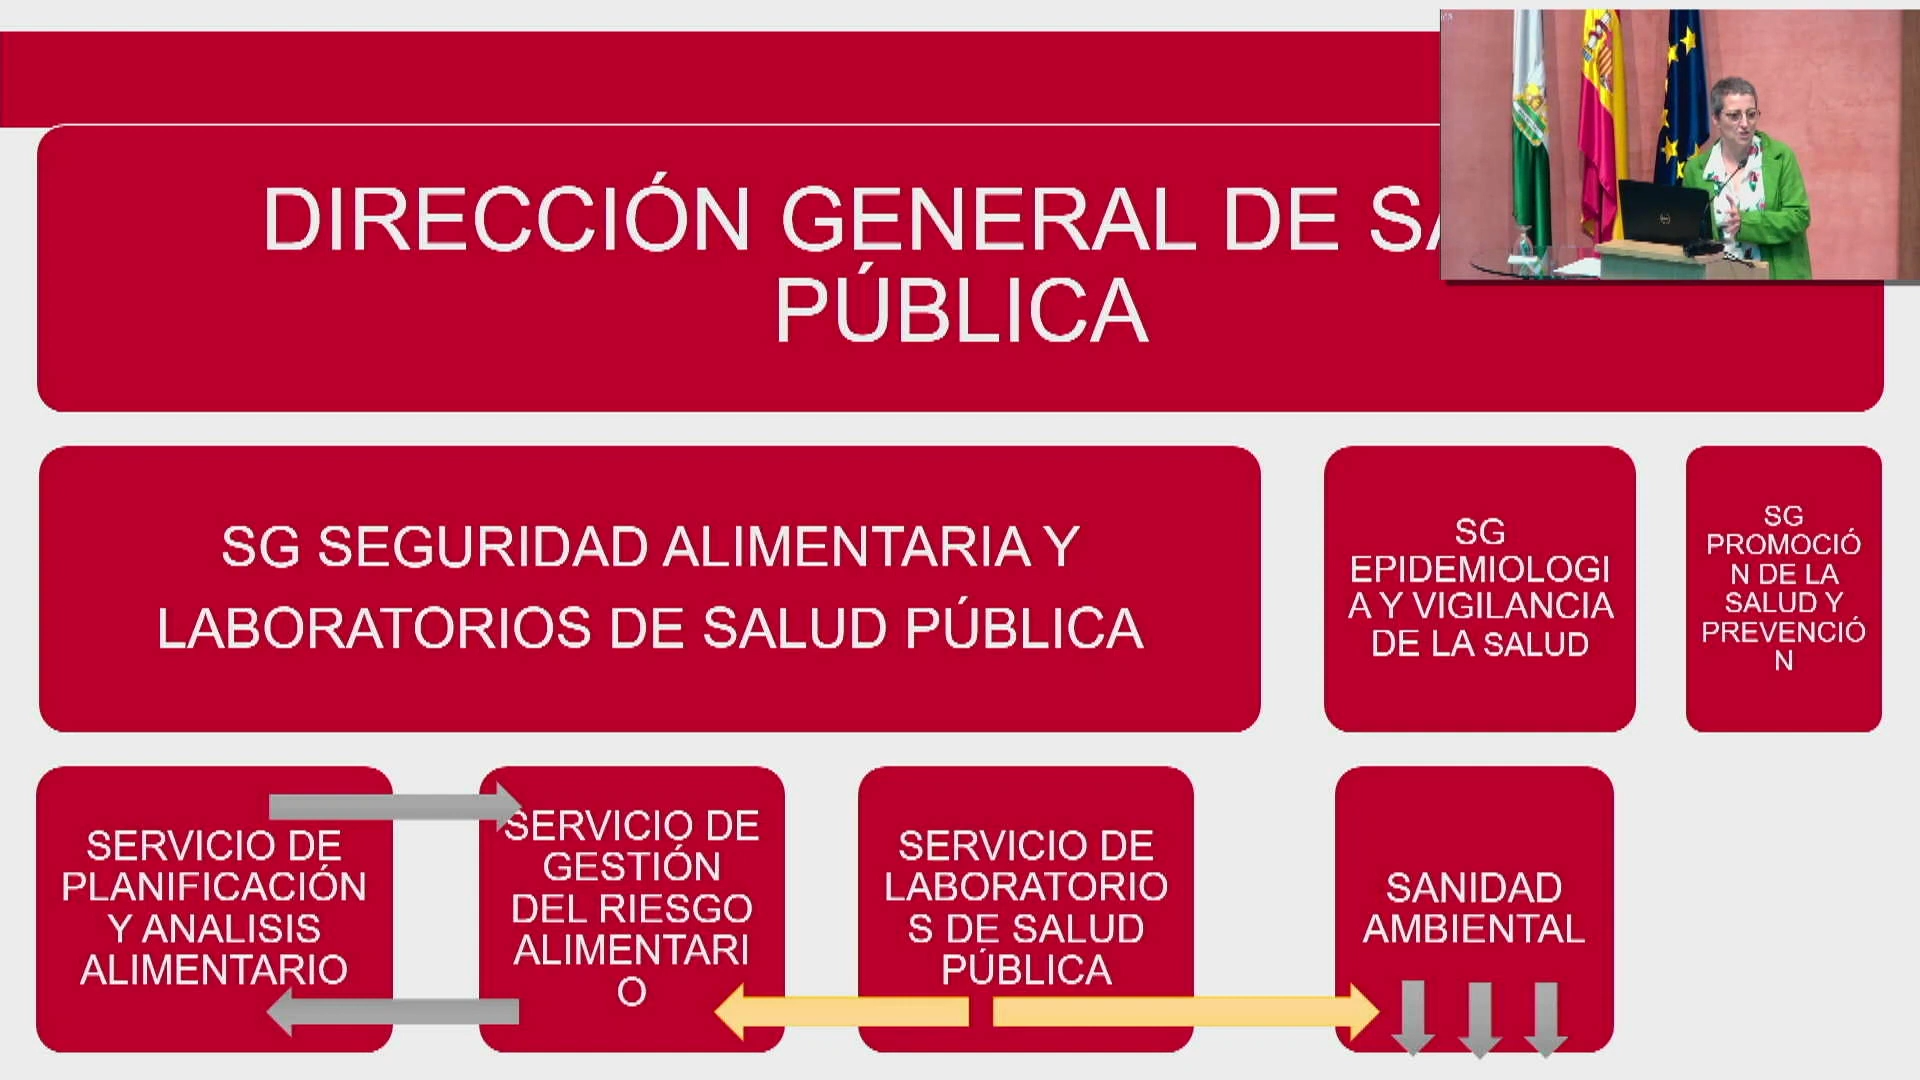 DIRECCIÓN GENERAL DE
PÚBLICA
SG SEGURIDAD ALIMENTARIA Y
LABORATORIOS DE SALUD PÚBLICA
SG
EPIDEMIOLOGI
A Y VIGILANCIA
DE LA SALUD
SG
PROMOCIÓ
N DE LA
SALUD Y
PREVENCIÓ
N
SERVICIO DE
PLANIFICACIÓN
Y ANALISIS
ALIMENTARIO
SERVICIO DE
GESTIÓN
DEL RIESGO
ALIMENTARI
O
SERVICIO DE
LABORATORIO
S DE SALUD
PÚBLICA
SANIDAD
AMBIENTAL